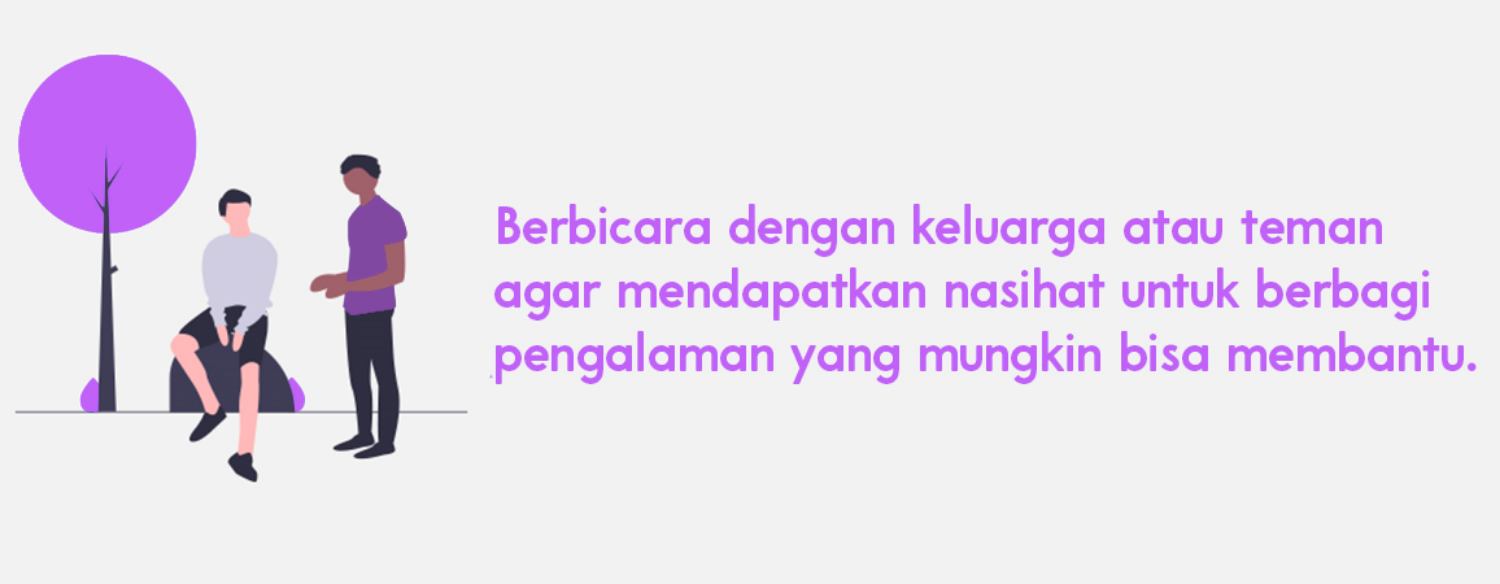 Berbicara dengan keluarga atau teman
agar mendapatkan nasihat untuk berbagi
pengalaman yang mungkin bisa membantu.